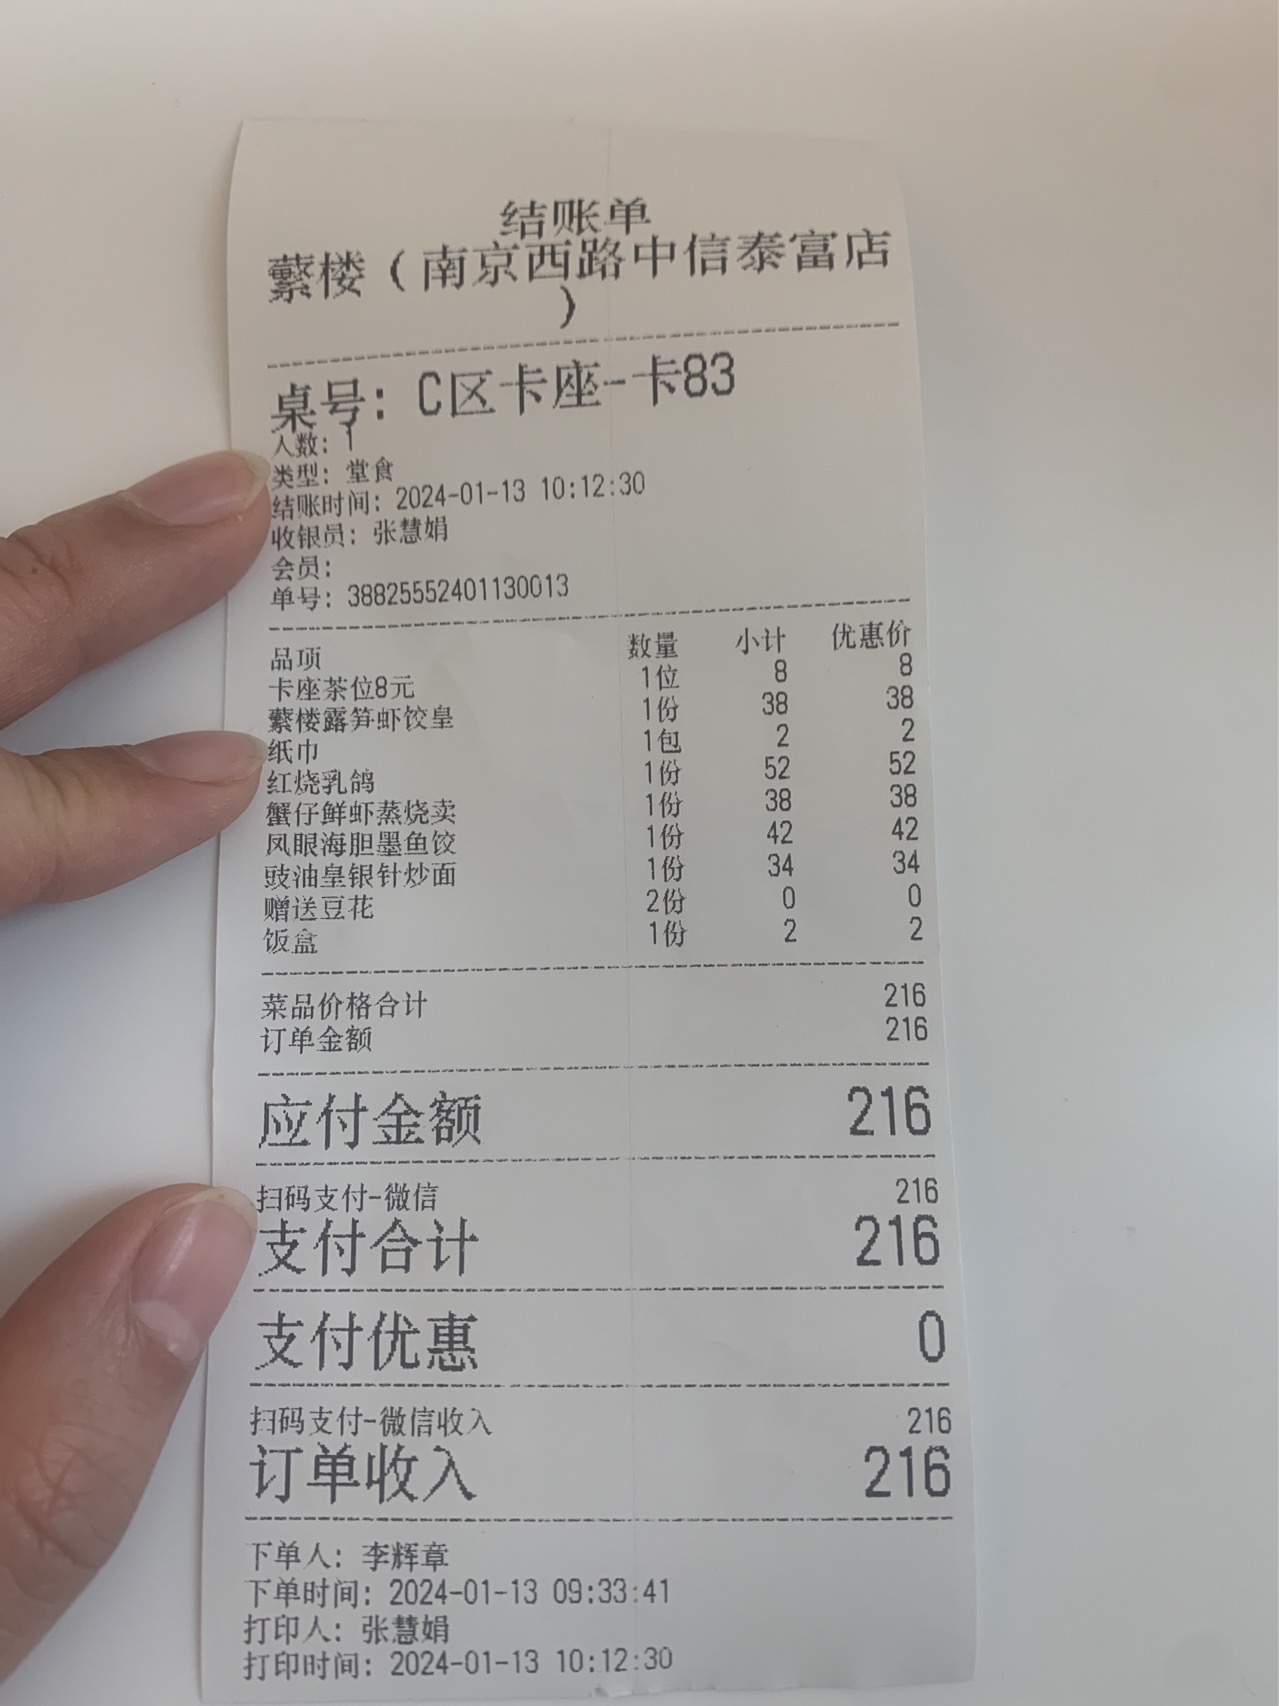 结账单
蘩楼（南京西路中信泰富店
）
桌号：C区卡座-卡83
人数：1
类型：堂食
结账时间：2024-01-13 10:12:30
收银员：张慧娟
会员：
单号：38825552401130013
品项 数量 小计 优惠价
卡座茶位8元 1位 8 8
蘩楼露笋虾饺皇 1份 38 38
纸巾 1包 2 2
红烧乳鸽 1份 52 52
蟹仔鲜虾蒸烧卖 1份 38 38
凤眼海胆墨鱼饺 1份 42 42
豉油皇银针炒面 1份 34 34
赠送豆花 2份 0 0
饭盒 1份 2 2
菜品价格合计 216
订单金额 216
应付金额 216
扫码支付-微信 216
支付合计 216
支付优惠 0
扫码支付-微信收入 216
订单收入 216
下单人：李辉章
下单时间：2024-01-13 09:33:41
打印人：张慧娟
打印时间：2024-01-13 10:12:30